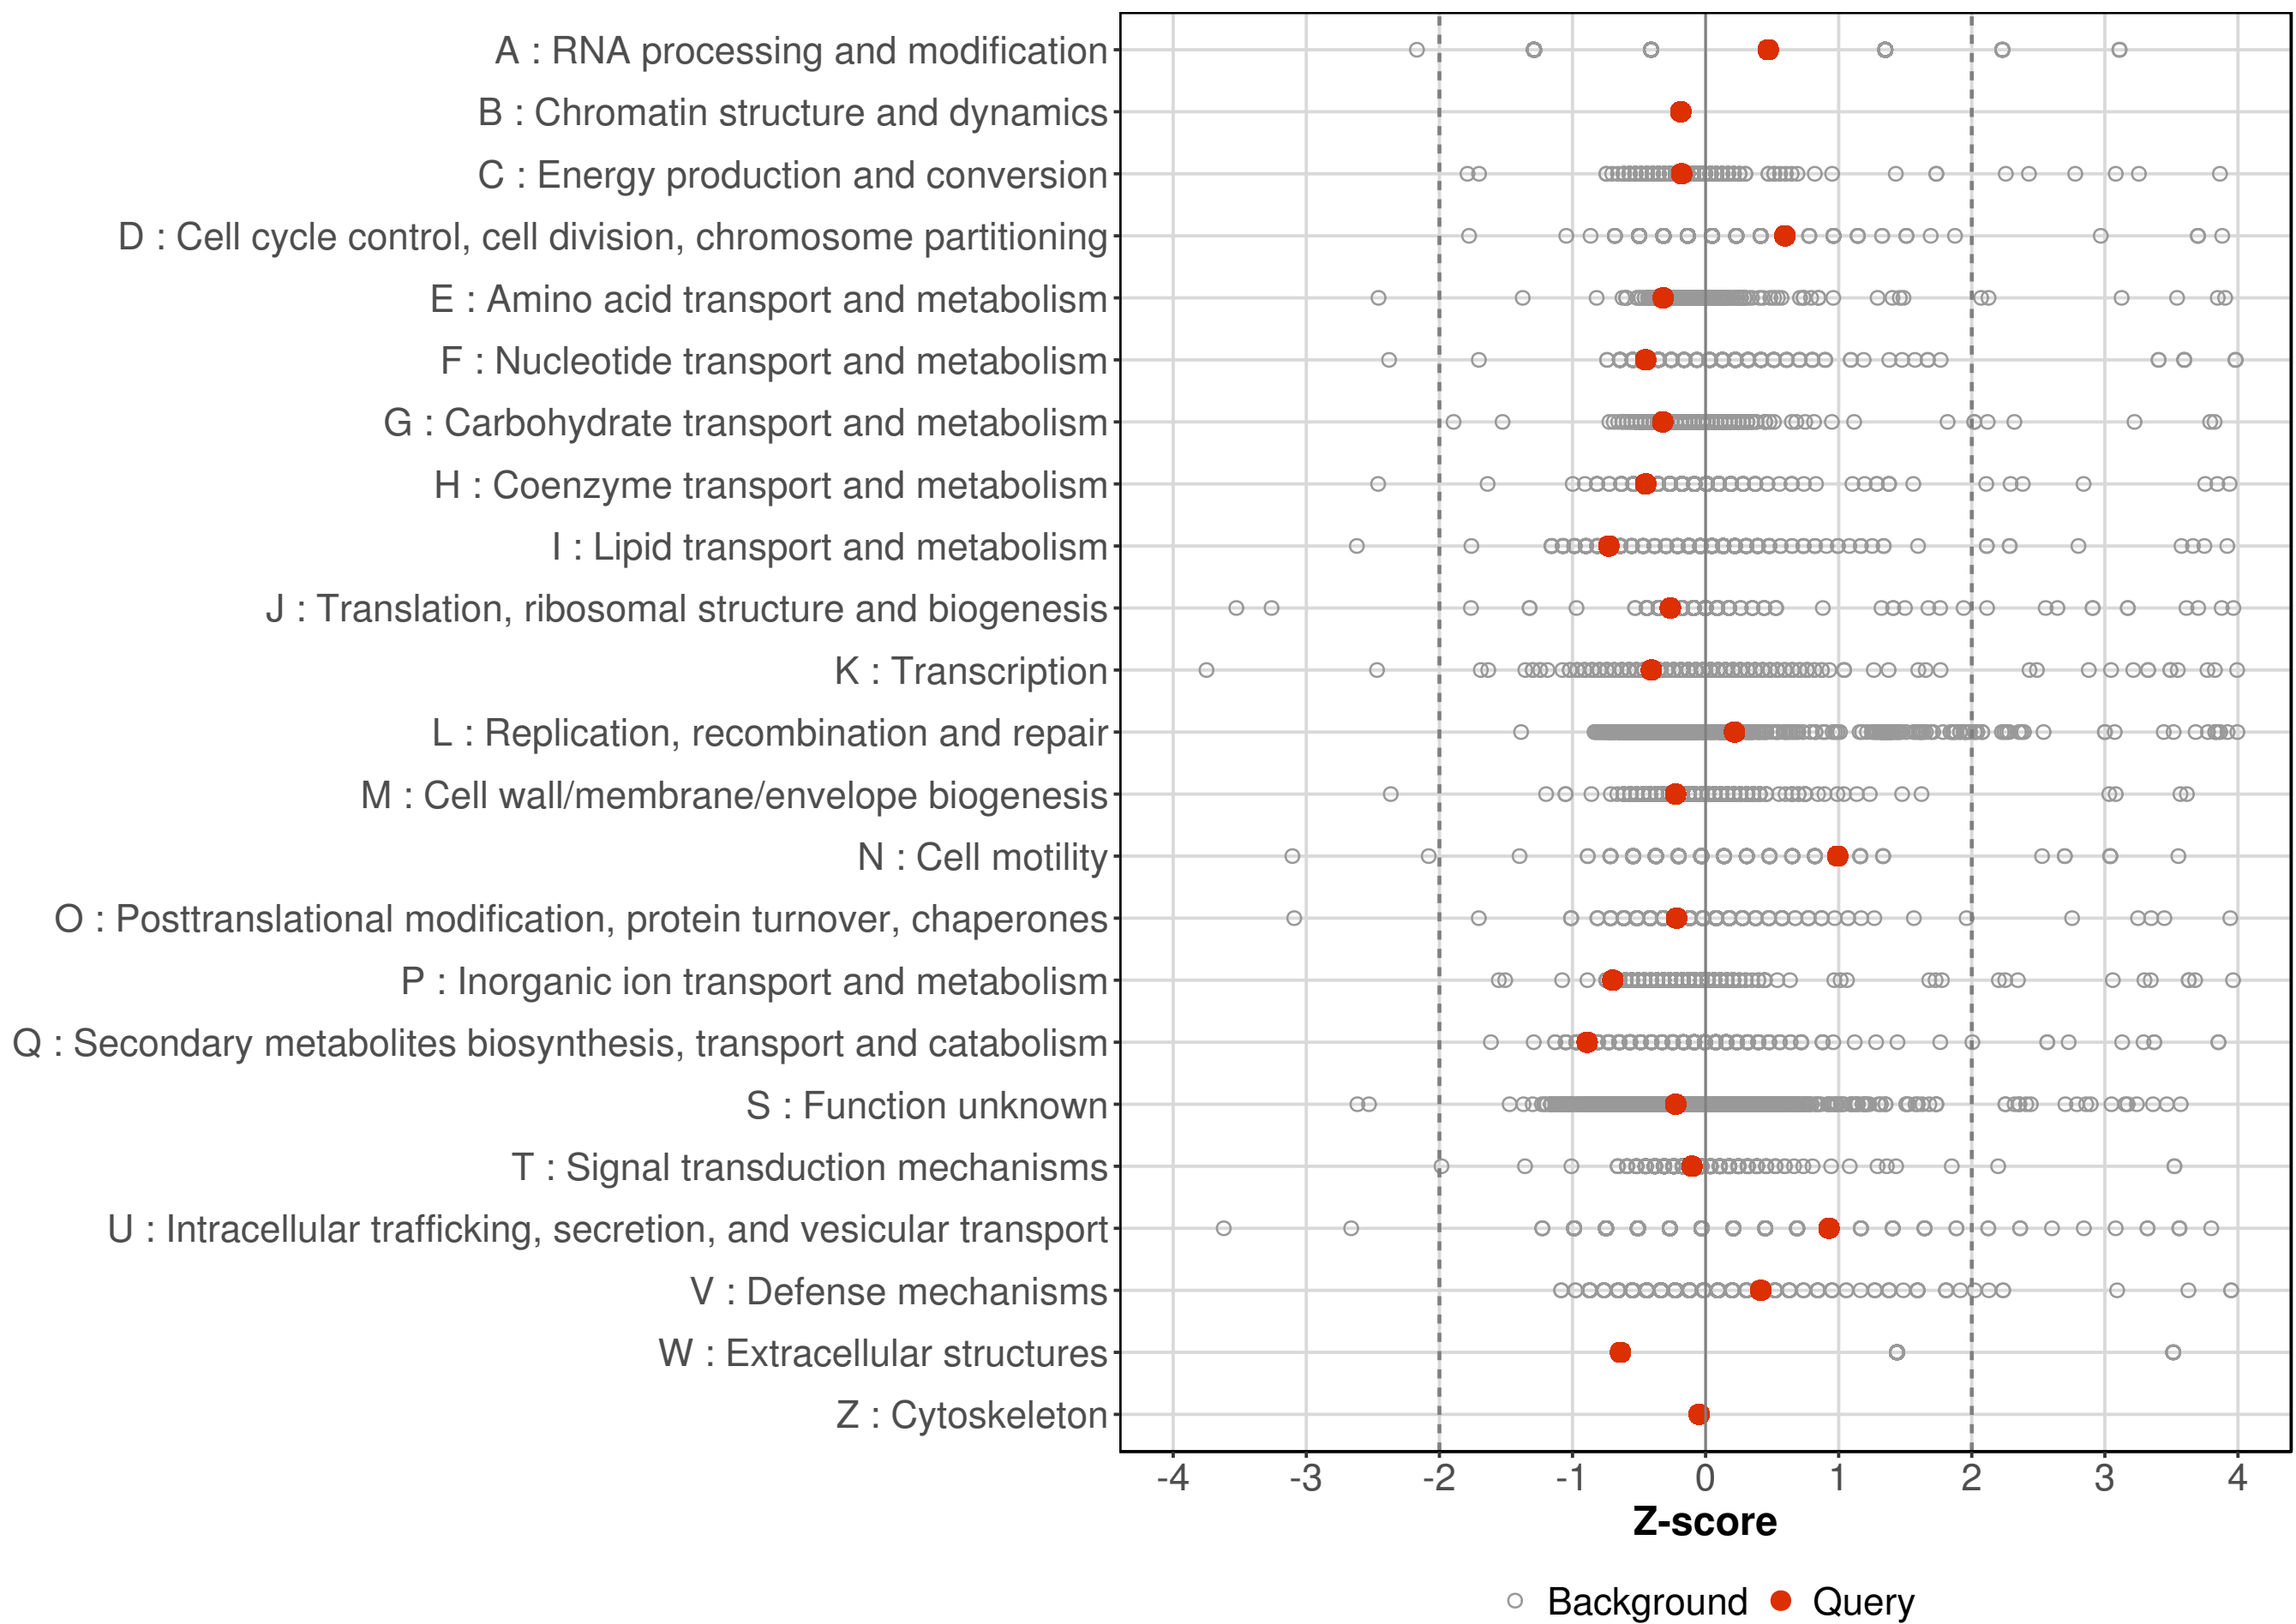 A : RNA processing and modification
B : Chromatin structure and dynamics
C : Energy production and conversion
D : Cell cycle control, cell division, chromosome partitioning
E : Amino acid transport and metabolism
F : Nucleotide transport and metabolism
G : Carbohydrate transport and metabolism
H : Coenzyme transport and metabolism
I : Lipid transport and metabolism
J : Translation, ribosomal structure and biogenesis
K : Transcription
L : Replication, recombination and repair
M : Cell wall/membrane/envelope biogenesis
N : Cell motility
O : Posttranslational modification, protein turnover, chaperones
P : Inorganic ion transport and metabolism
Q : Secondary metabolites biosynthesis, transport and catabolism
S : Function unknown
T : Signal transduction mechanisms
U : Intracellular trafficking, secretion, and vesicular transport
V : Defense mechanisms
W : Extracellular structures
Z : Cytoskeleton
-4 -3 -2 -1 0 1 2 3 4
Z-score
Background Query